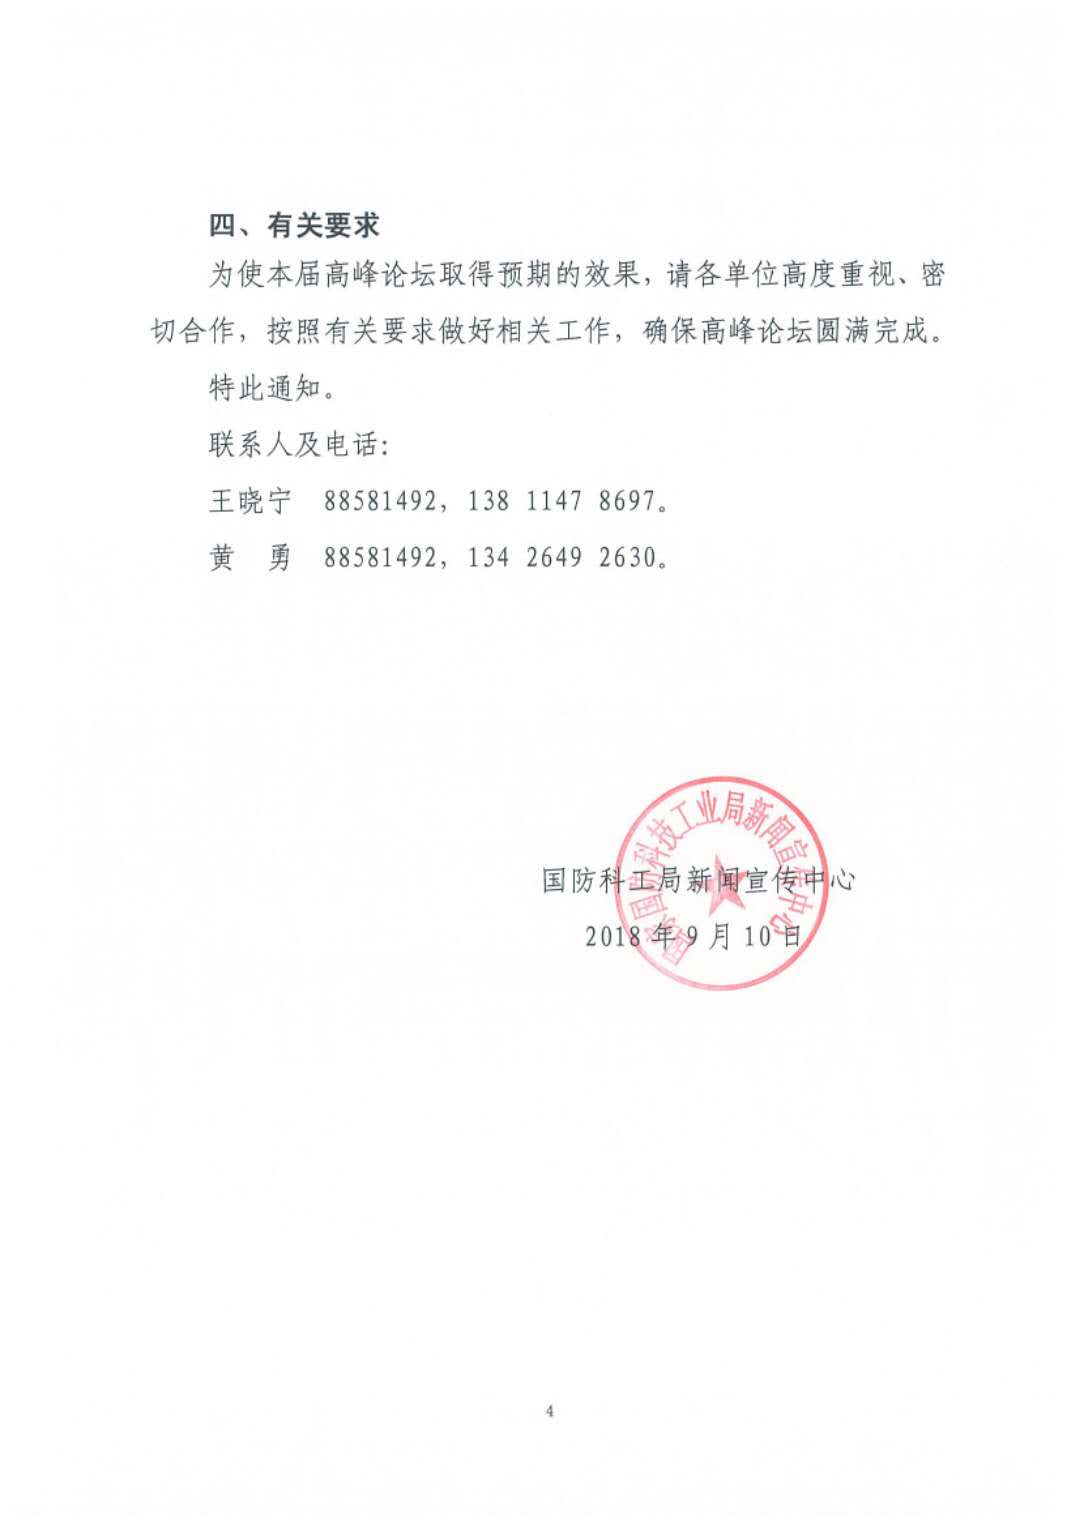 四、有关要求
为使本届高峰论坛取得预期的效果，请各单位高度重视、密
切合作，按照有关要求做好相关工作，确保高峰论坛圆满完成。
特此通知。
联系人及电话：
王晓宁 88581492，138 1147 8697。
黄 勇 88581492，134 2649 2630。
国家国防科技工业局新闻宣传中心
国防科工局新闻宣传中心
2018 年 9 月 10 日
4